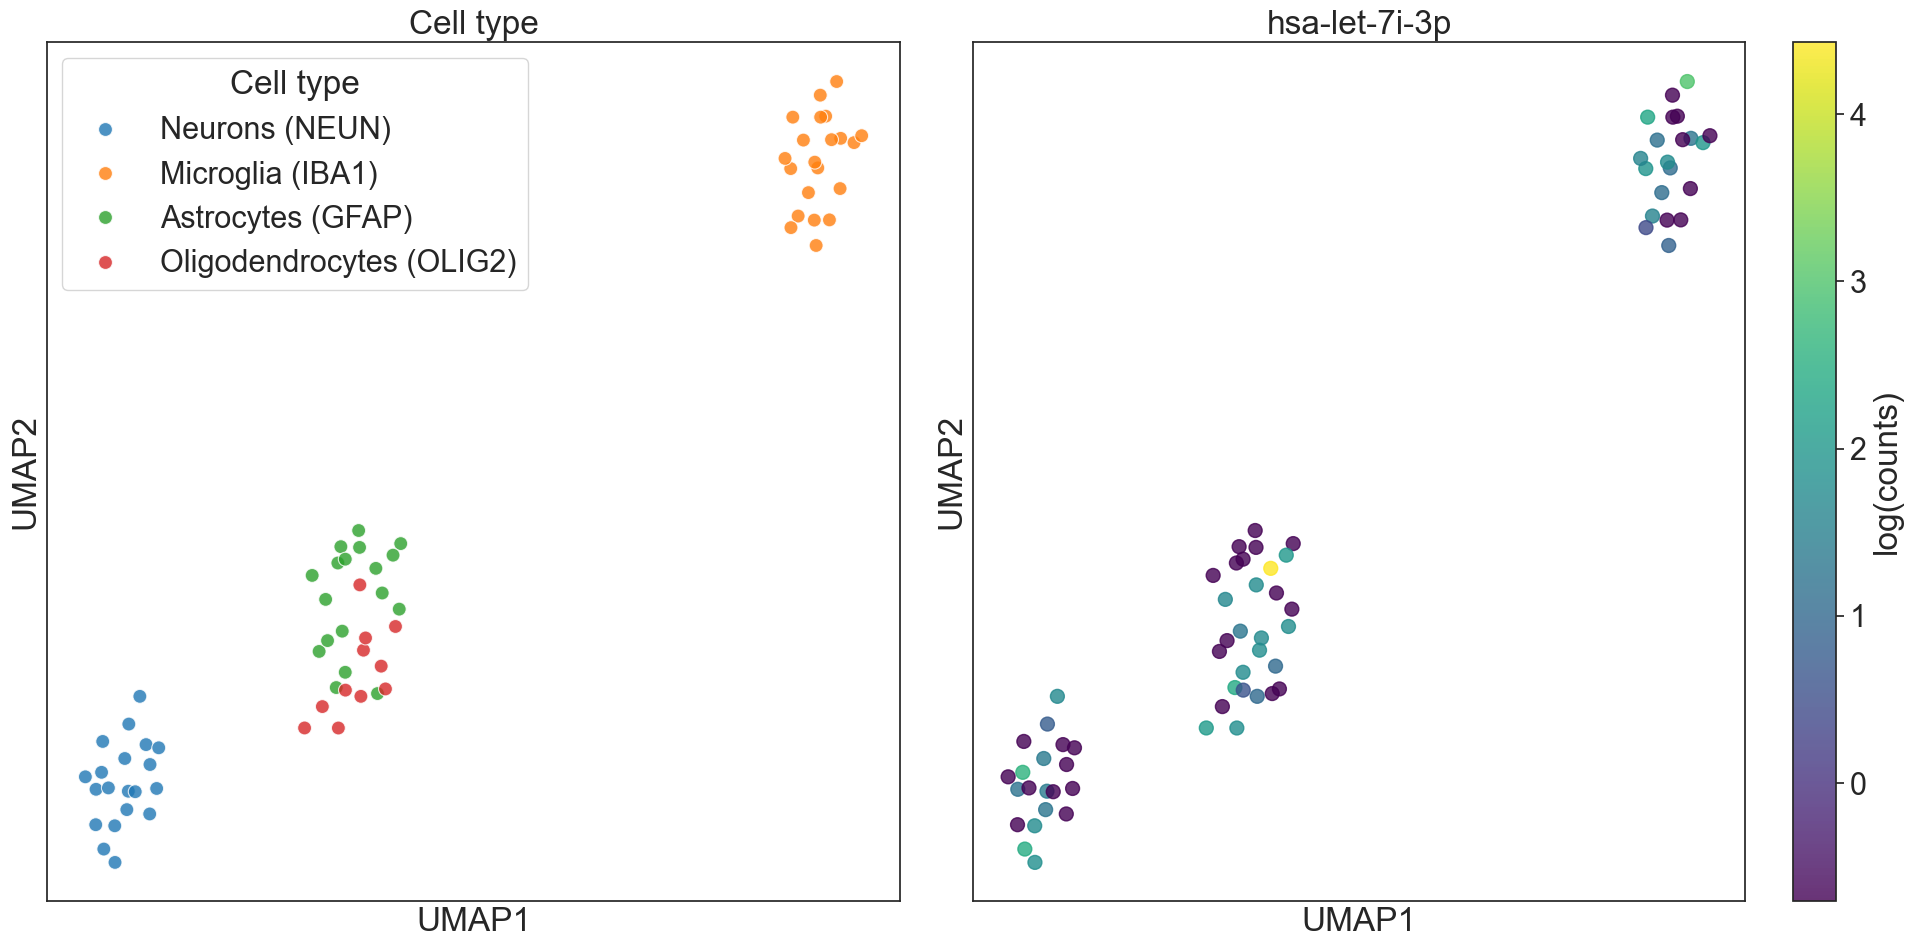 Cell type
Cell type
Neurons (NEUN)
Microglia (IBA1)
Astrocytes (GFAP)
Oligodendrocytes (OLIG2)
UMAP2
UMAP1
hsa-let-7i-3p
UMAP2
UMAP1
4
3
2
1
0
log(counts)